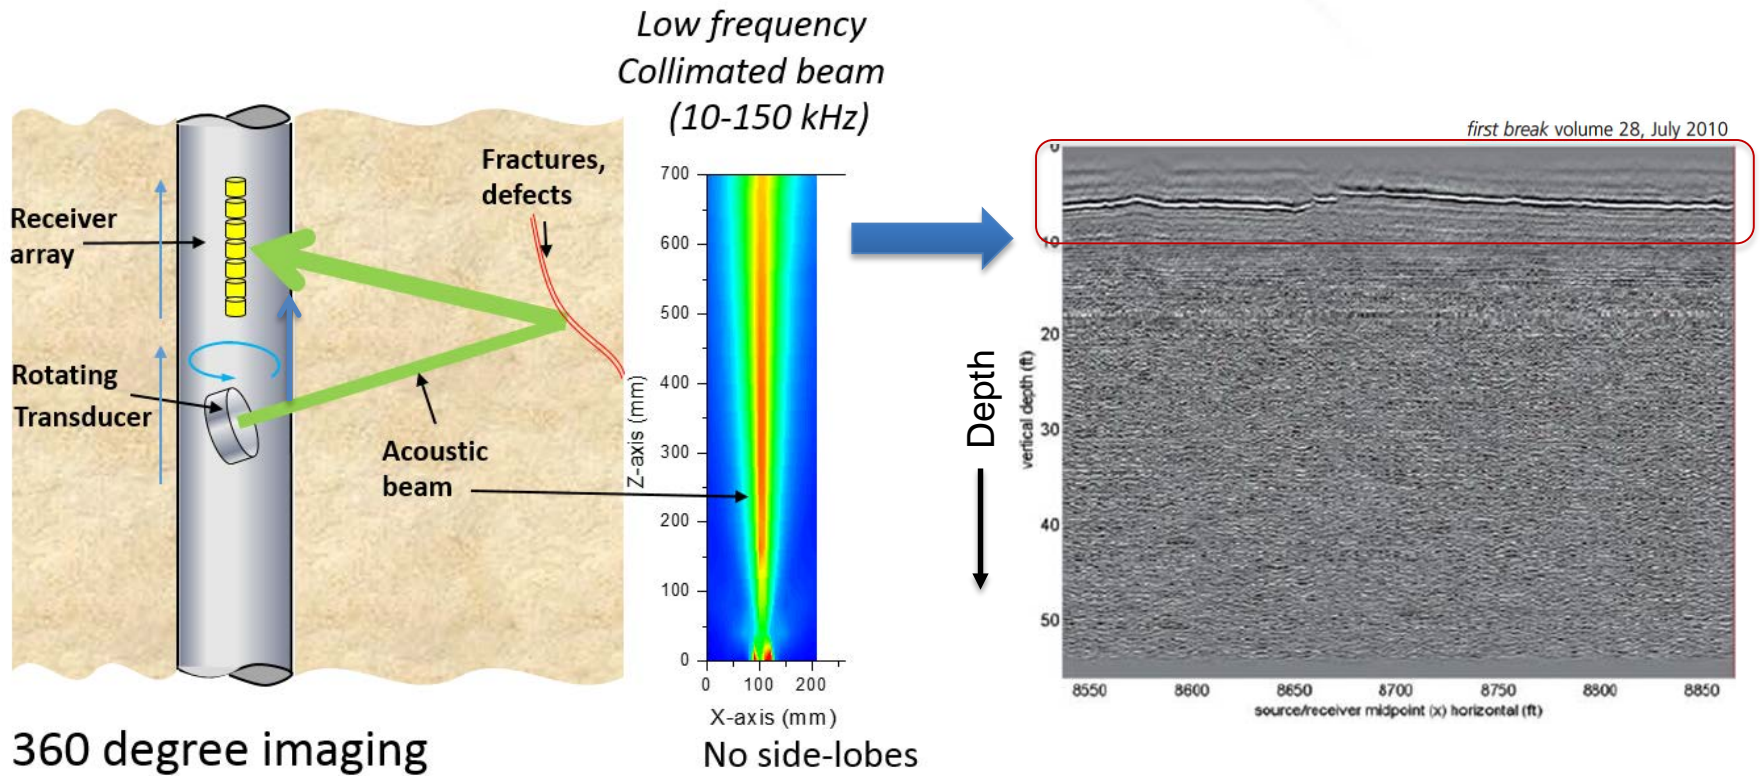 Low frequency
Collimated beam
(10-150 kHz)
first break volume 28, July 2010
Fractures,
defects
Receiver
array
Rotating
Transducer
Acoustic
beam
360 degree imaging
700
600
500
400
300
200
100
0
Z-axis (mm)
0 100 200
X-axis (mm)
No side-lobes
Depth
0
10
20
30
40
50
vertical depth (ft)
8550 8600 8650 8700 8750 8800 8850
source/receiver midpoint (x) horizontal (ft)